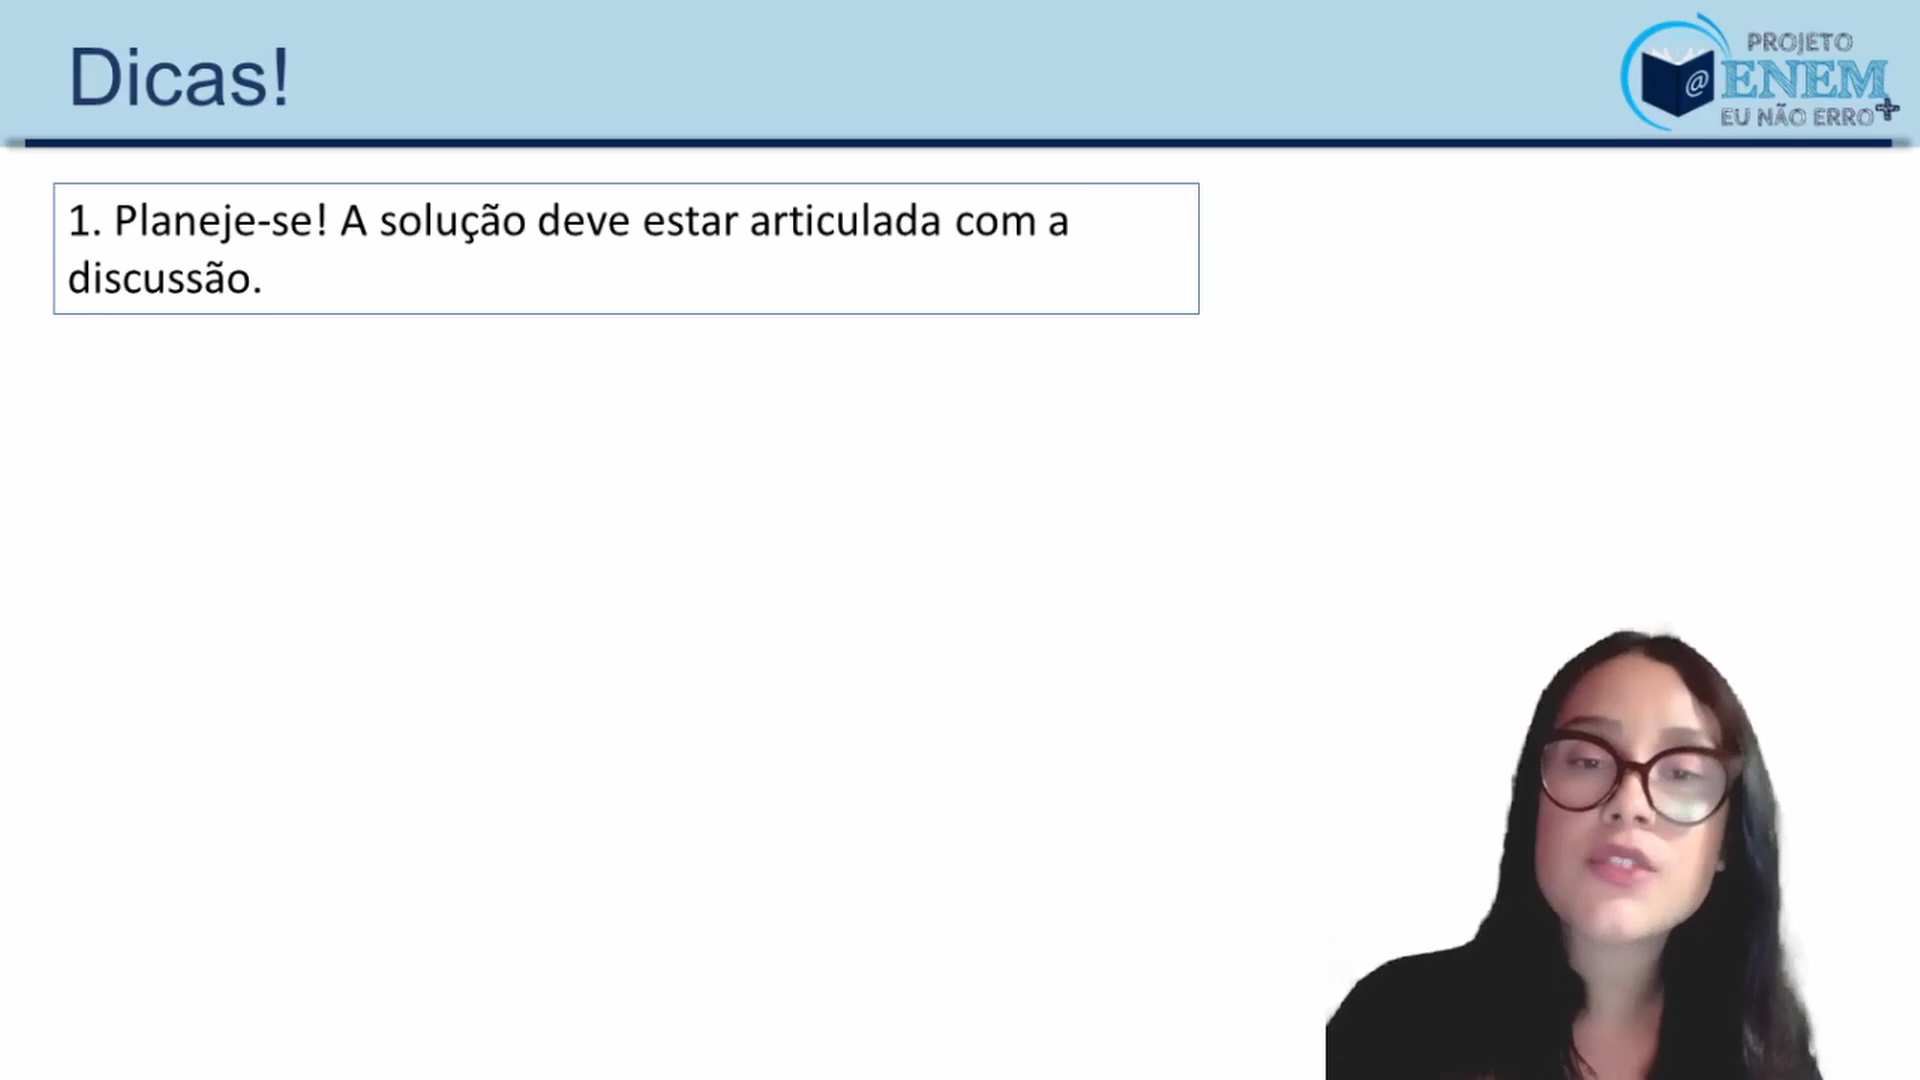 Dicas!
PROJETO
@ENEM
EU NÃO ERRO+
1. Planeje-se! A solução deve estar articulada com a
discussão.